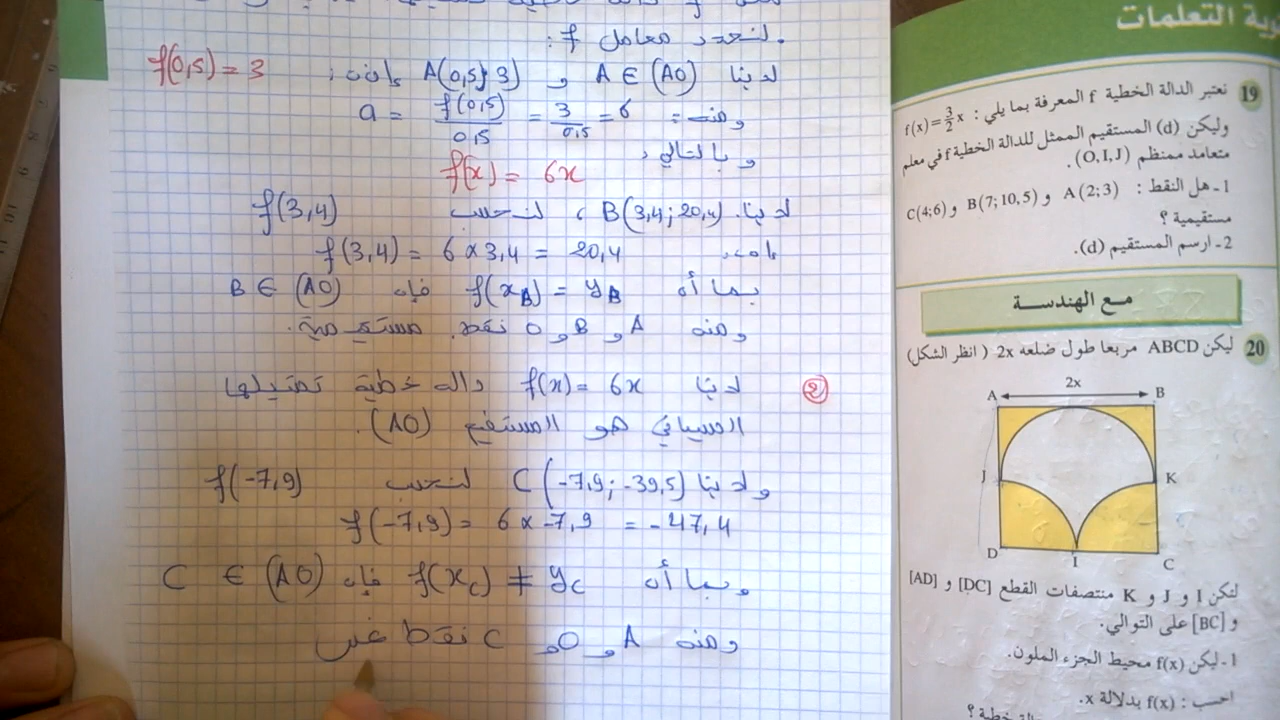 لنحدد معامل f :
لدينا A ∈ (AO) و A(0,5; 3) إذن : f(0,5) = 3
ومنه : a = f(0,5)/0,5 = 3/0,5 = 6
وبالتالي :
f(x) = 6x
لدينا B(3,4; 20,4) ، لنحسب f(3,4)
f(3,4) = 6 x 3,4 = 20,4
بما أن f(xB) = yB فإن B ∈ (AO)
ومنه A و B و O نقط مستقيمية.
② لدينا f(x) = 6x دالة خطية تمثيلها
المبياني هو المستقيم (AO).
ولدينا C(-7,9; -39,5) لنحسب f(-7,9)
f(-7,9) = 6 x -7,9 = -47,4
وبما أن f(xc) ≠ yc فإن C ∈ (AO)
ومنه A و O و C نقط غير
وية التعلمات
19 نعتبر الدالة الخطية f المعرفة بما يلي : f(x)=3/2 x
وليكن (d) المستقيم الممثل للدالة الخطية f في معلم
متعامد ممنظم (O,I,J).
1- هل النقط : A(2;3) و B(7;10,5) و C(4;6)
مستقيمية ؟
2- ارسم المستقيم (d).
مع الهندسة
20 ليكن ABCD مربعا طول ضلعه 2x ( انظر الشكل)
2x
A B
J K
D I C
لتكن I و J و K منتصفات القطع [DC] و [AD]
و [BC] على التوالي.
1- ليكن f(x) محيط الجزء الملون.
احسب : f(x) بدلالة x.
خطية ؟